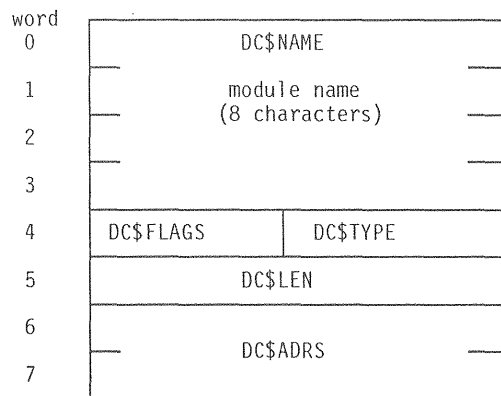 word
0 DC$NAME
1 module name
(8 characters)
2
3
4 DC$FLAGS DC$TYPE
5 DC$LEN
6
DC$ADRS
7